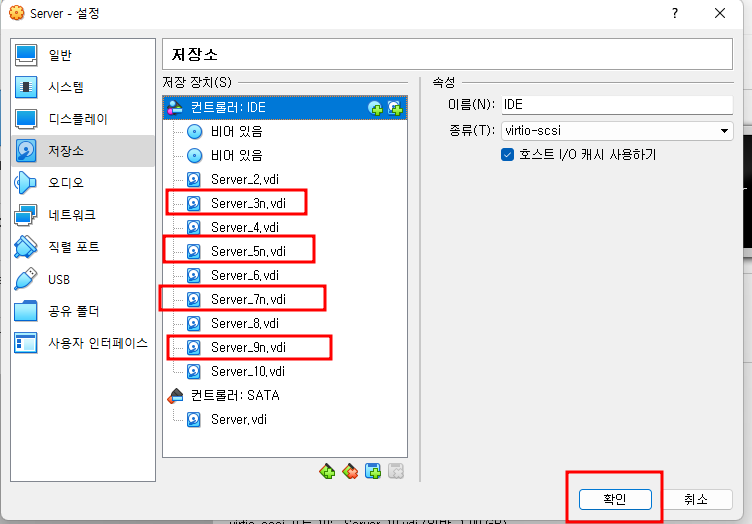 Server - 설정
일반
시스템
디스플레이
저장소
오디오
네트워크
직렬 포트
USB
공유 폴더
사용자 인터페이스
저장소
저장 장치(S)
컨트롤러: IDE
비어 있음
비어 있음
Server_2.vdi
Server_3n.vdi
Server_4.vdi
Server_5n.vdi
Server_6.vdi
Server_7n.vdi
Server_8.vdi
Server_9n.vdi
Server_10.vdi
컨트롤러: SATA
Server.vdi
속성
이름(N): IDE
종류(T): virtio-scsi
호스트 I/O 캐시 사용하기
확인 취소